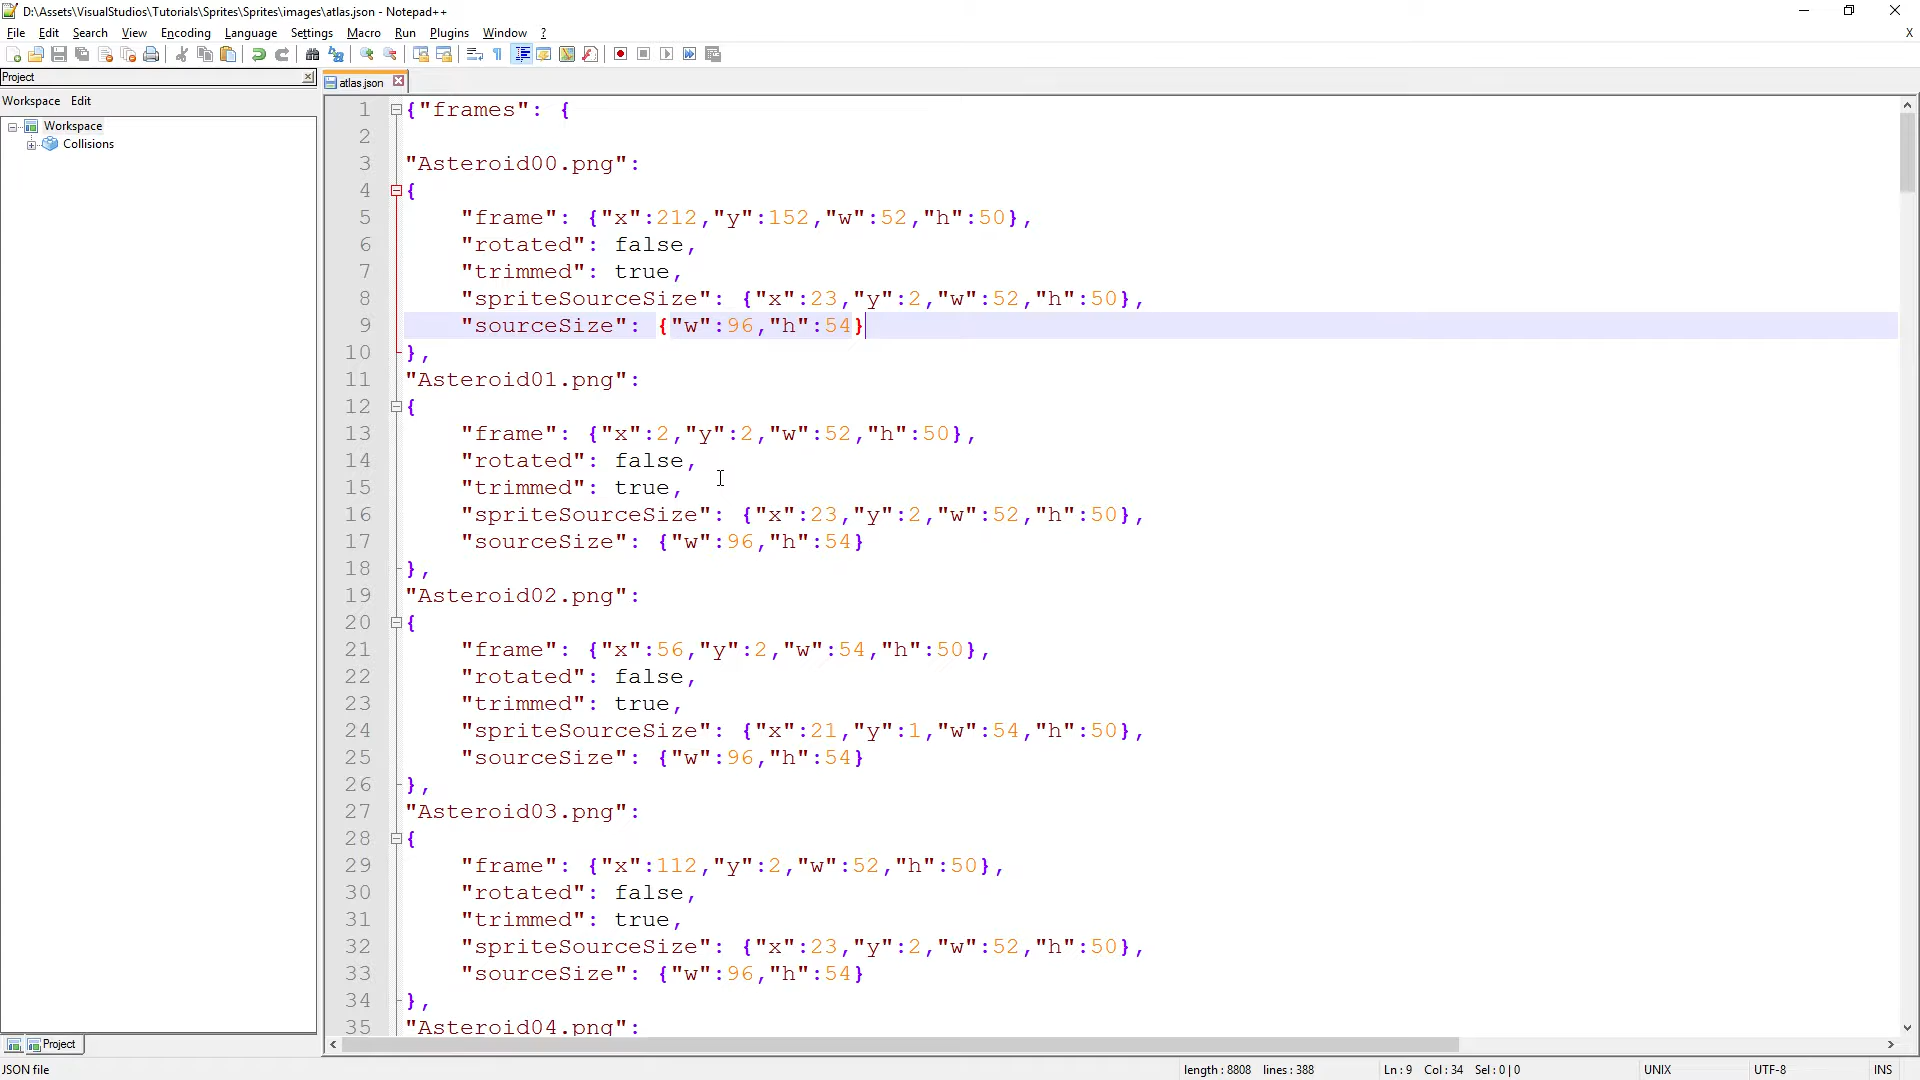 D:\Assets\VisualStudios\Tutorials\Sprites\Sprites\images\atlas.json - Notepad++
File Edit Search View Encoding Language Settings Macro Run Plugins Window ?
X
Project
Workspace Edit
Workspace
Collisions
Project
atlas.json
1 {"frames": {
2
3 "Asteroid00.png":
4 {
5 "frame": {"x":212,"y":152,"w":52,"h":50},
6 "rotated": false,
7 "trimmed": true,
8 "spriteSourceSize": {"x":23,"y":2,"w":52,"h":50},
9 "sourceSize": {"w":96,"h":54}
10 },
11 "Asteroid01.png":
12 {
13 "frame": {"x":2,"y":2,"w":52,"h":50},
14 "rotated": false,
15 "trimmed": true,
16 "spriteSourceSize": {"x":23,"y":2,"w":52,"h":50},
17 "sourceSize": {"w":96,"h":54}
18 },
19 "Asteroid02.png":
20 {
21 "frame": {"x":56,"y":2,"w":54,"h":50},
22 "rotated": false,
23 "trimmed": true,
24 "spriteSourceSize": {"x":21,"y":1,"w":54,"h":50},
25 "sourceSize": {"w":96,"h":54}
26 },
27 "Asteroid03.png":
28 {
29 "frame": {"x":112,"y":2,"w":52,"h":50},
30 "rotated": false,
31 "trimmed": true,
32 "spriteSourceSize": {"x":23,"y":2,"w":52,"h":50},
33 "sourceSize": {"w":96,"h":54}
34 },
35 "Asteroid04.png":
JSON file length : 8808 lines : 388 Ln : 9 Col : 34 Sel : 0 | 0 UNIX UTF-8 INS